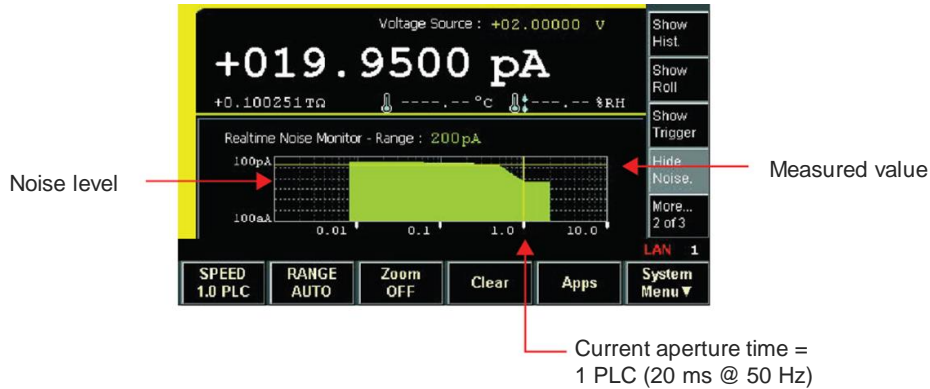 Voltage Source : +02.00000 V
+019.9500 pA
+0.100251TΩ ----.-- °C ---.-- %RH
Realtime Noise Monitor - Range : 200pA
100pA
100aA
0.01 0.1 1.0 10.0
Show
Hist.
Show
Roll
Show
Trigger
Hide
Noise.
More...
2 of 3
LAN 1
SPEED
1.0 PLC
RANGE
AUTO
Zoom
OFF
Clear
Apps
System
Menu▼
Noise level
Measured value
Current aperture time =
1 PLC (20 ms @ 50 Hz)